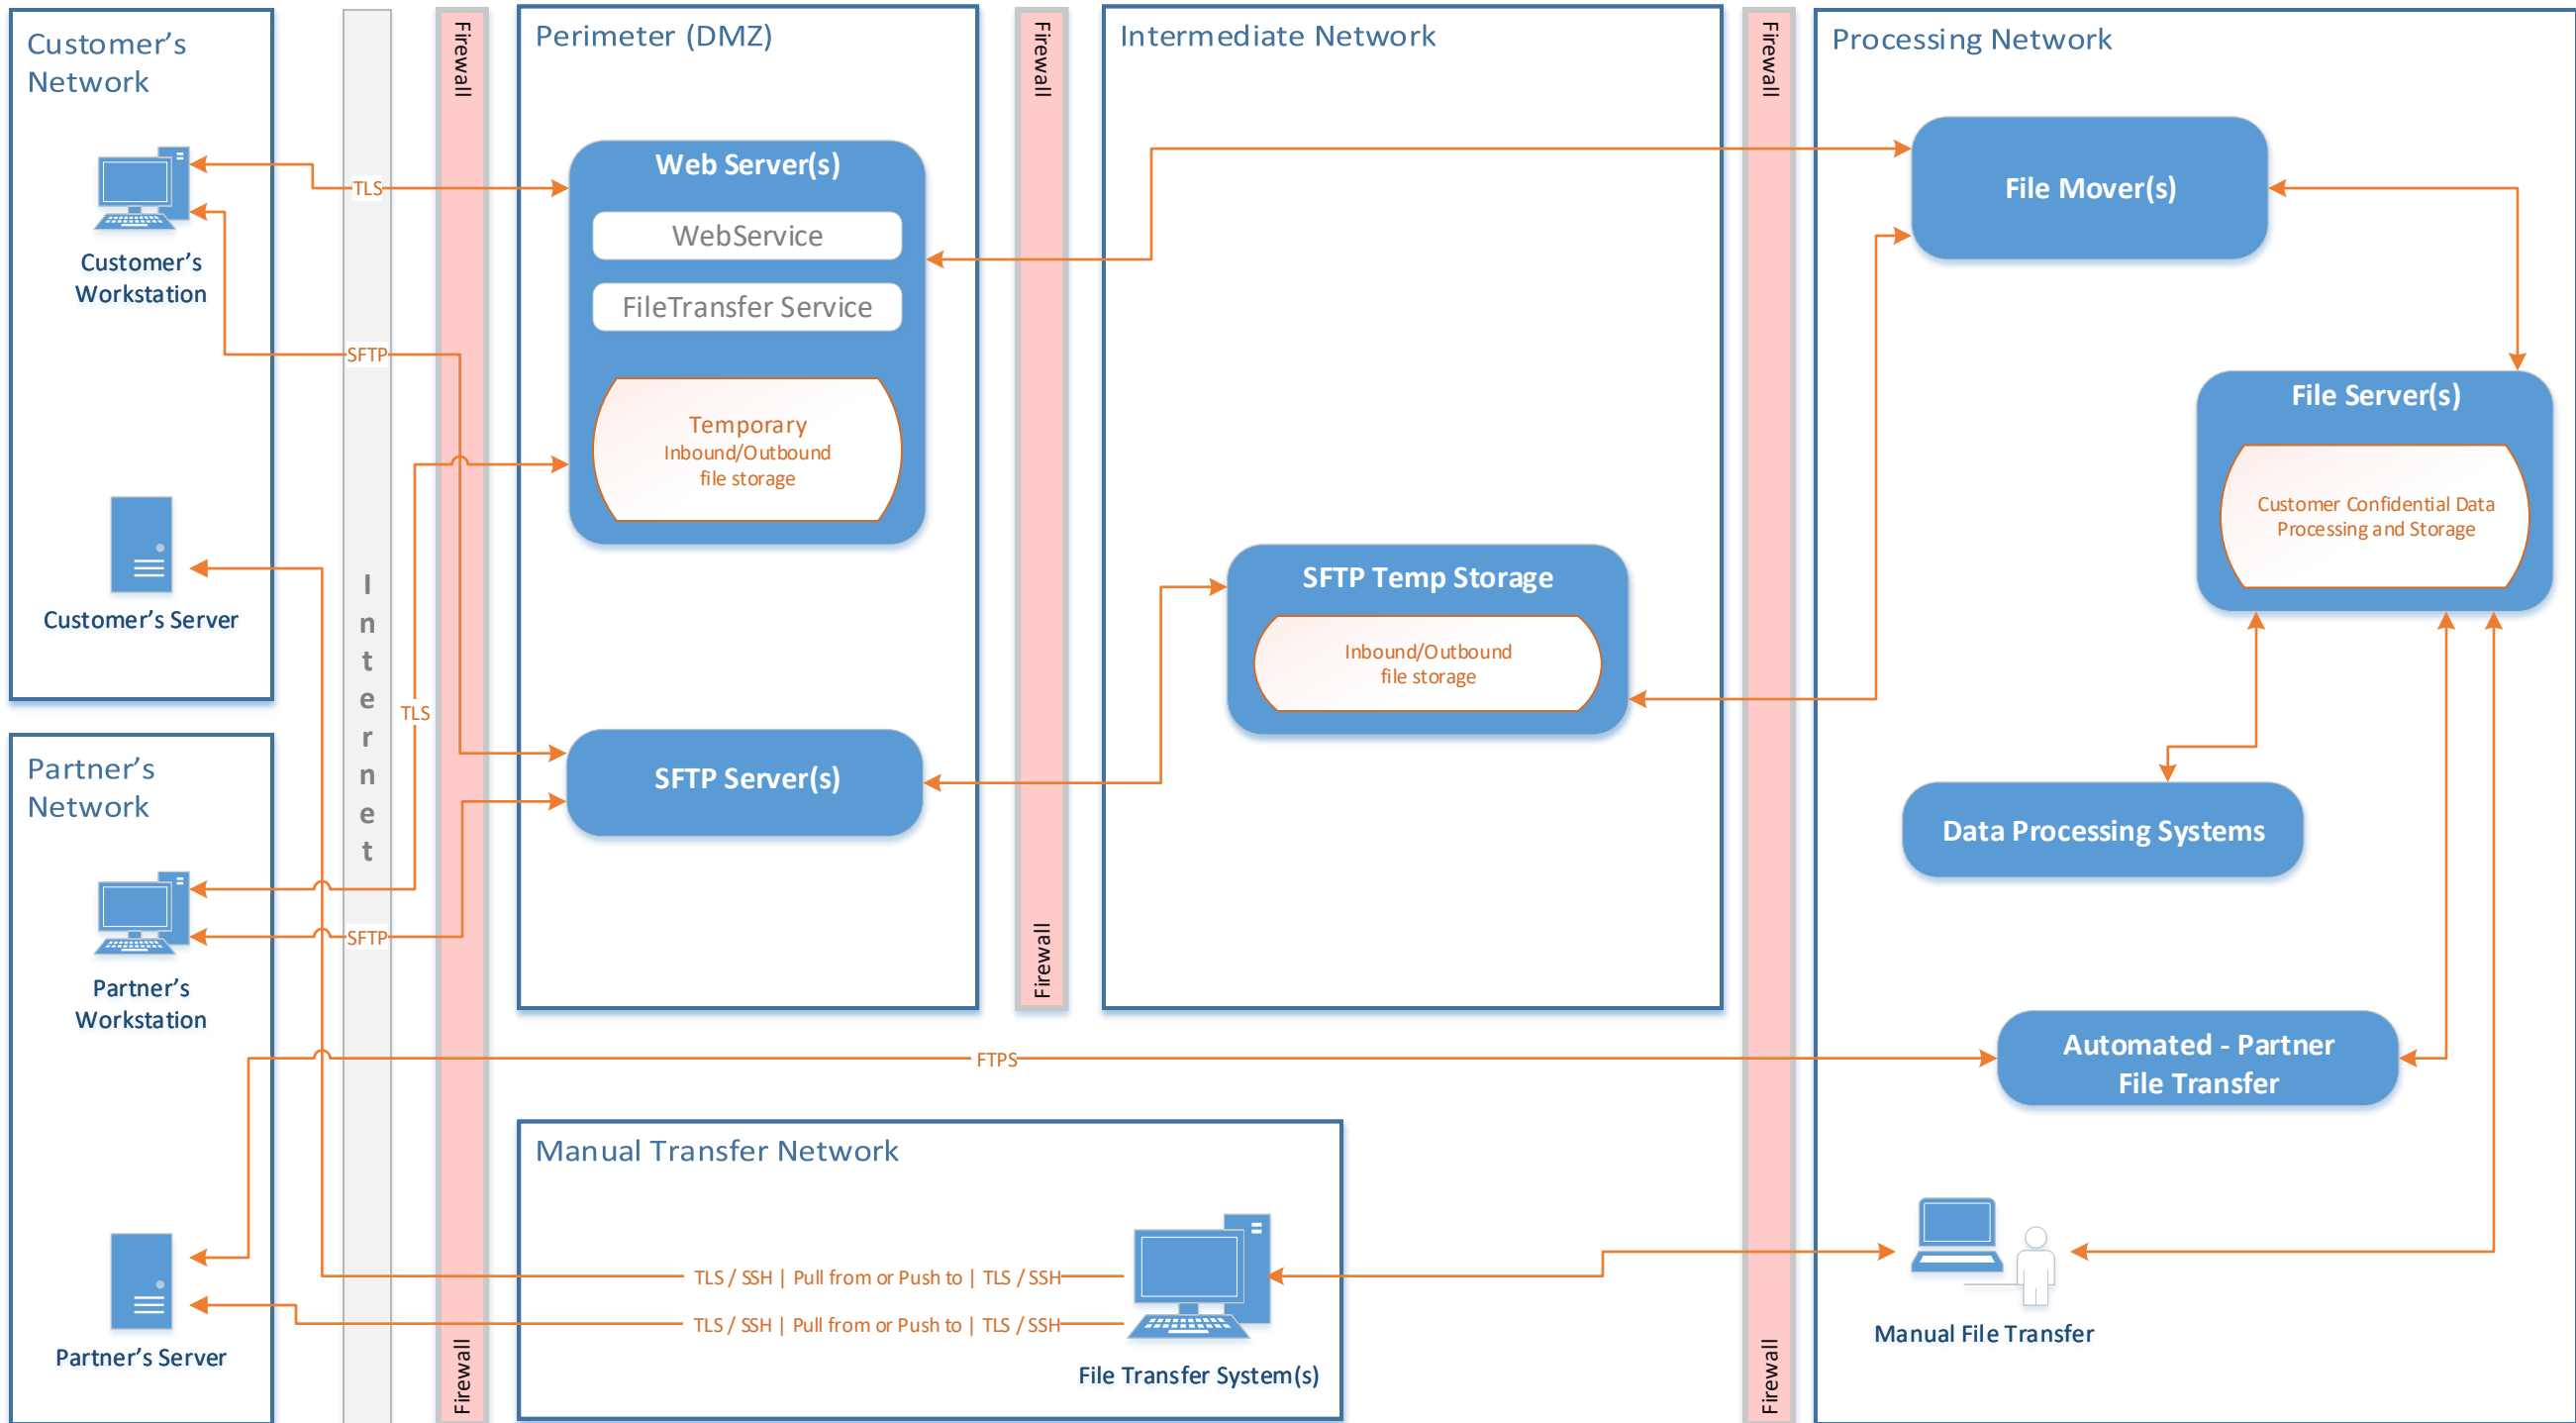 Customer's
Network
Customer's
Workstation
Customer's Server
Partner's
Network
Partner's
Workstation
Partner's Server
Internet
TLS
SFTP
TLS
SFTP
Firewall
Firewall
Perimeter (DMZ)
Web Server(s)
WebService
FileTransfer Service
Temporary
Inbound/Outbound
file storage
SFTP Server(s)
Firewall
Firewall
Intermediate Network
SFTP Temp Storage
Inbound/Outbound
file storage
FTPS
Manual Transfer Network
TLS / SSH | Pull from or Push to | TLS / SSH
TLS / SSH | Pull from or Push to | TLS / SSH
File Transfer System(s)
Firewall
Firewall
Processing Network
File Mover(s)
File Server(s)
Customer Confidential Data
Processing and Storage
Data Processing Systems
Automated - Partner
File Transfer
Manual File Transfer